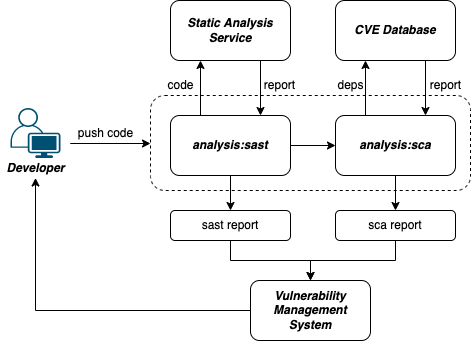 Static Analysis
Service
CVE Database
code
report
deps
report
push code
Developer
analysis:sast
analysis:sca
sast report
sca report
Vulnerability
Management
System